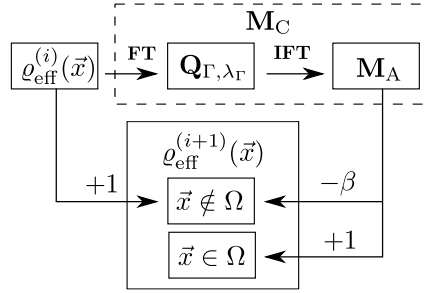 M_C
ϱ_eff^(i)(x⃗) FT Q_Γ,λ_Γ IFT M_A
ϱ_eff^(i+1)(x⃗)
+1 x⃗ ∉ Ω −β
x⃗ ∈ Ω +1